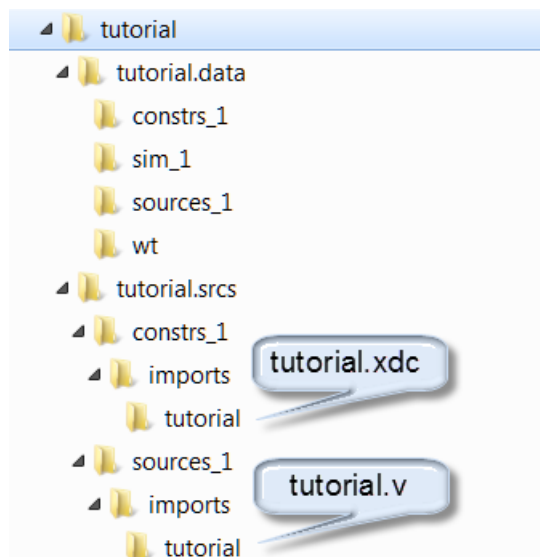 tutorial
tutorial.data
constrs_1
sim_1
sources_1
wt
tutorial.srcs
constrs_1
imports
tutorial.xdc
tutorial
sources_1
imports
tutorial.v
tutorial